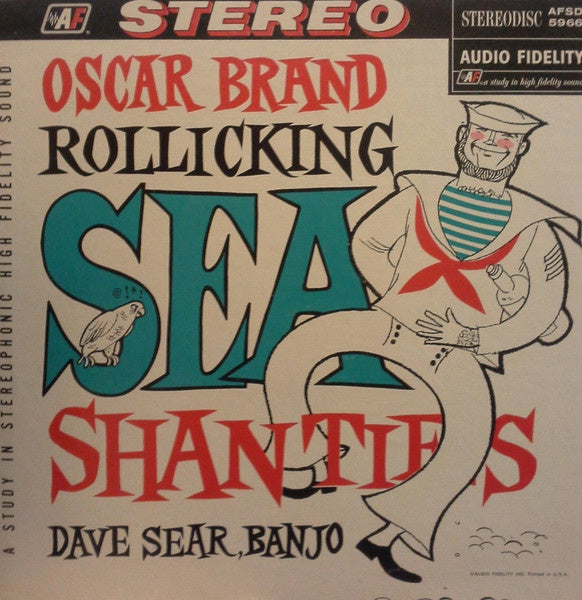 AF
STEREO
STEREODISC AFSD 5966
AUDIO FIDELITY
AF a study in high fidelity sound
A STUDY IN STEREOPHONIC HIGH FIDELITY SOUND
OSCAR BRAND
ROLLICKING
SEA
@!*!
SHANTIES
DAVE SEAR, BANJO
©AUDIO FIDELITY INC. Printed in U.S.A.